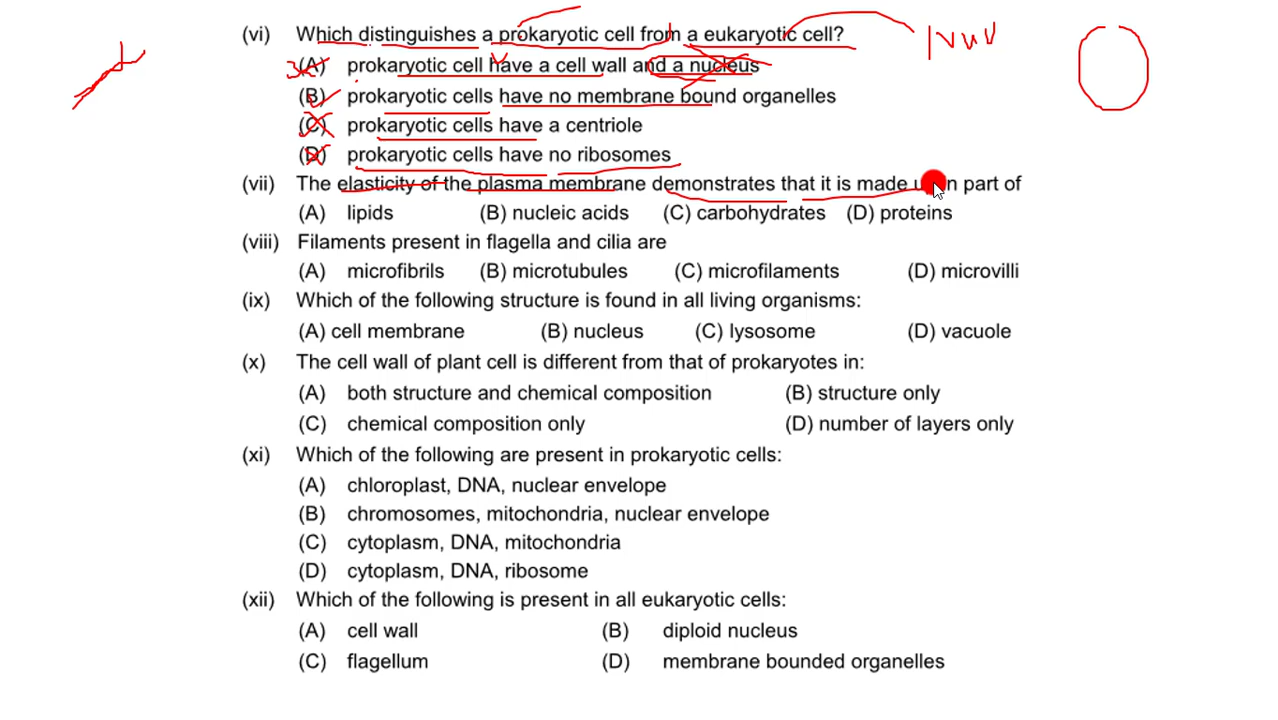 (vi) Which distinguishes a prokaryotic cell from a eukaryotic cell?
(A) prokaryotic cell have a cell wall and a nucleus
(B) prokaryotic cells have no membrane bound organelles
(C) prokaryotic cells have a centriole
(D) prokaryotic cells have no ribosomes
(vii) The elasticity of the plasma membrane demonstrates that it is made in part of
(A) lipids (B) nucleic acids (C) carbohydrates (D) proteins
(viii) Filaments present in flagella and cilia are
(A) microfibrils (B) microtubules (C) microfilaments (D) microvilli
(ix) Which of the following structure is found in all living organisms:
(A) cell membrane (B) nucleus (C) lysosome (D) vacuole
(x) The cell wall of plant cell is different from that of prokaryotes in:
(A) both structure and chemical composition (B) structure only
(C) chemical composition only (D) number of layers only
(xi) Which of the following are present in prokaryotic cells:
(A) chloroplast, DNA, nuclear envelope
(B) chromosomes, mitochondria, nuclear envelope
(C) cytoplasm, DNA, mitochondria
(D) cytoplasm, DNA, ribosome
(xii) Which of the following is present in all eukaryotic cells:
(A) cell wall (B) diploid nucleus
(C) flagellum (D) membrane bounded organelles